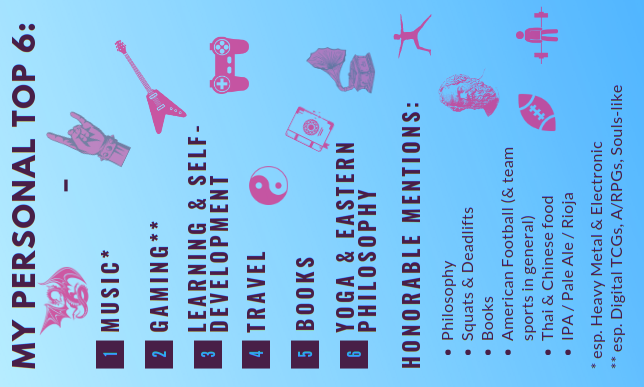 MY PERSONAL TOP 6:
–
1 MUSIC*
2 GAMING**
3 LEARNING & SELF-
DEVELOPMENT
4 TRAVEL
5 BOOKS
6 YOGA & EASTERN
PHILOSOPHY
HONORABLE MENTIONS:
• Philosophy
• Squats & Deadlifts
• Books
• American Football (& team
sports in general)
• Thai & Chinese food
• IPA / Pale Ale / Rioja
* esp. Heavy Metal & Electronic
** esp. Digital TCGs, A/RPGs, Souls-like